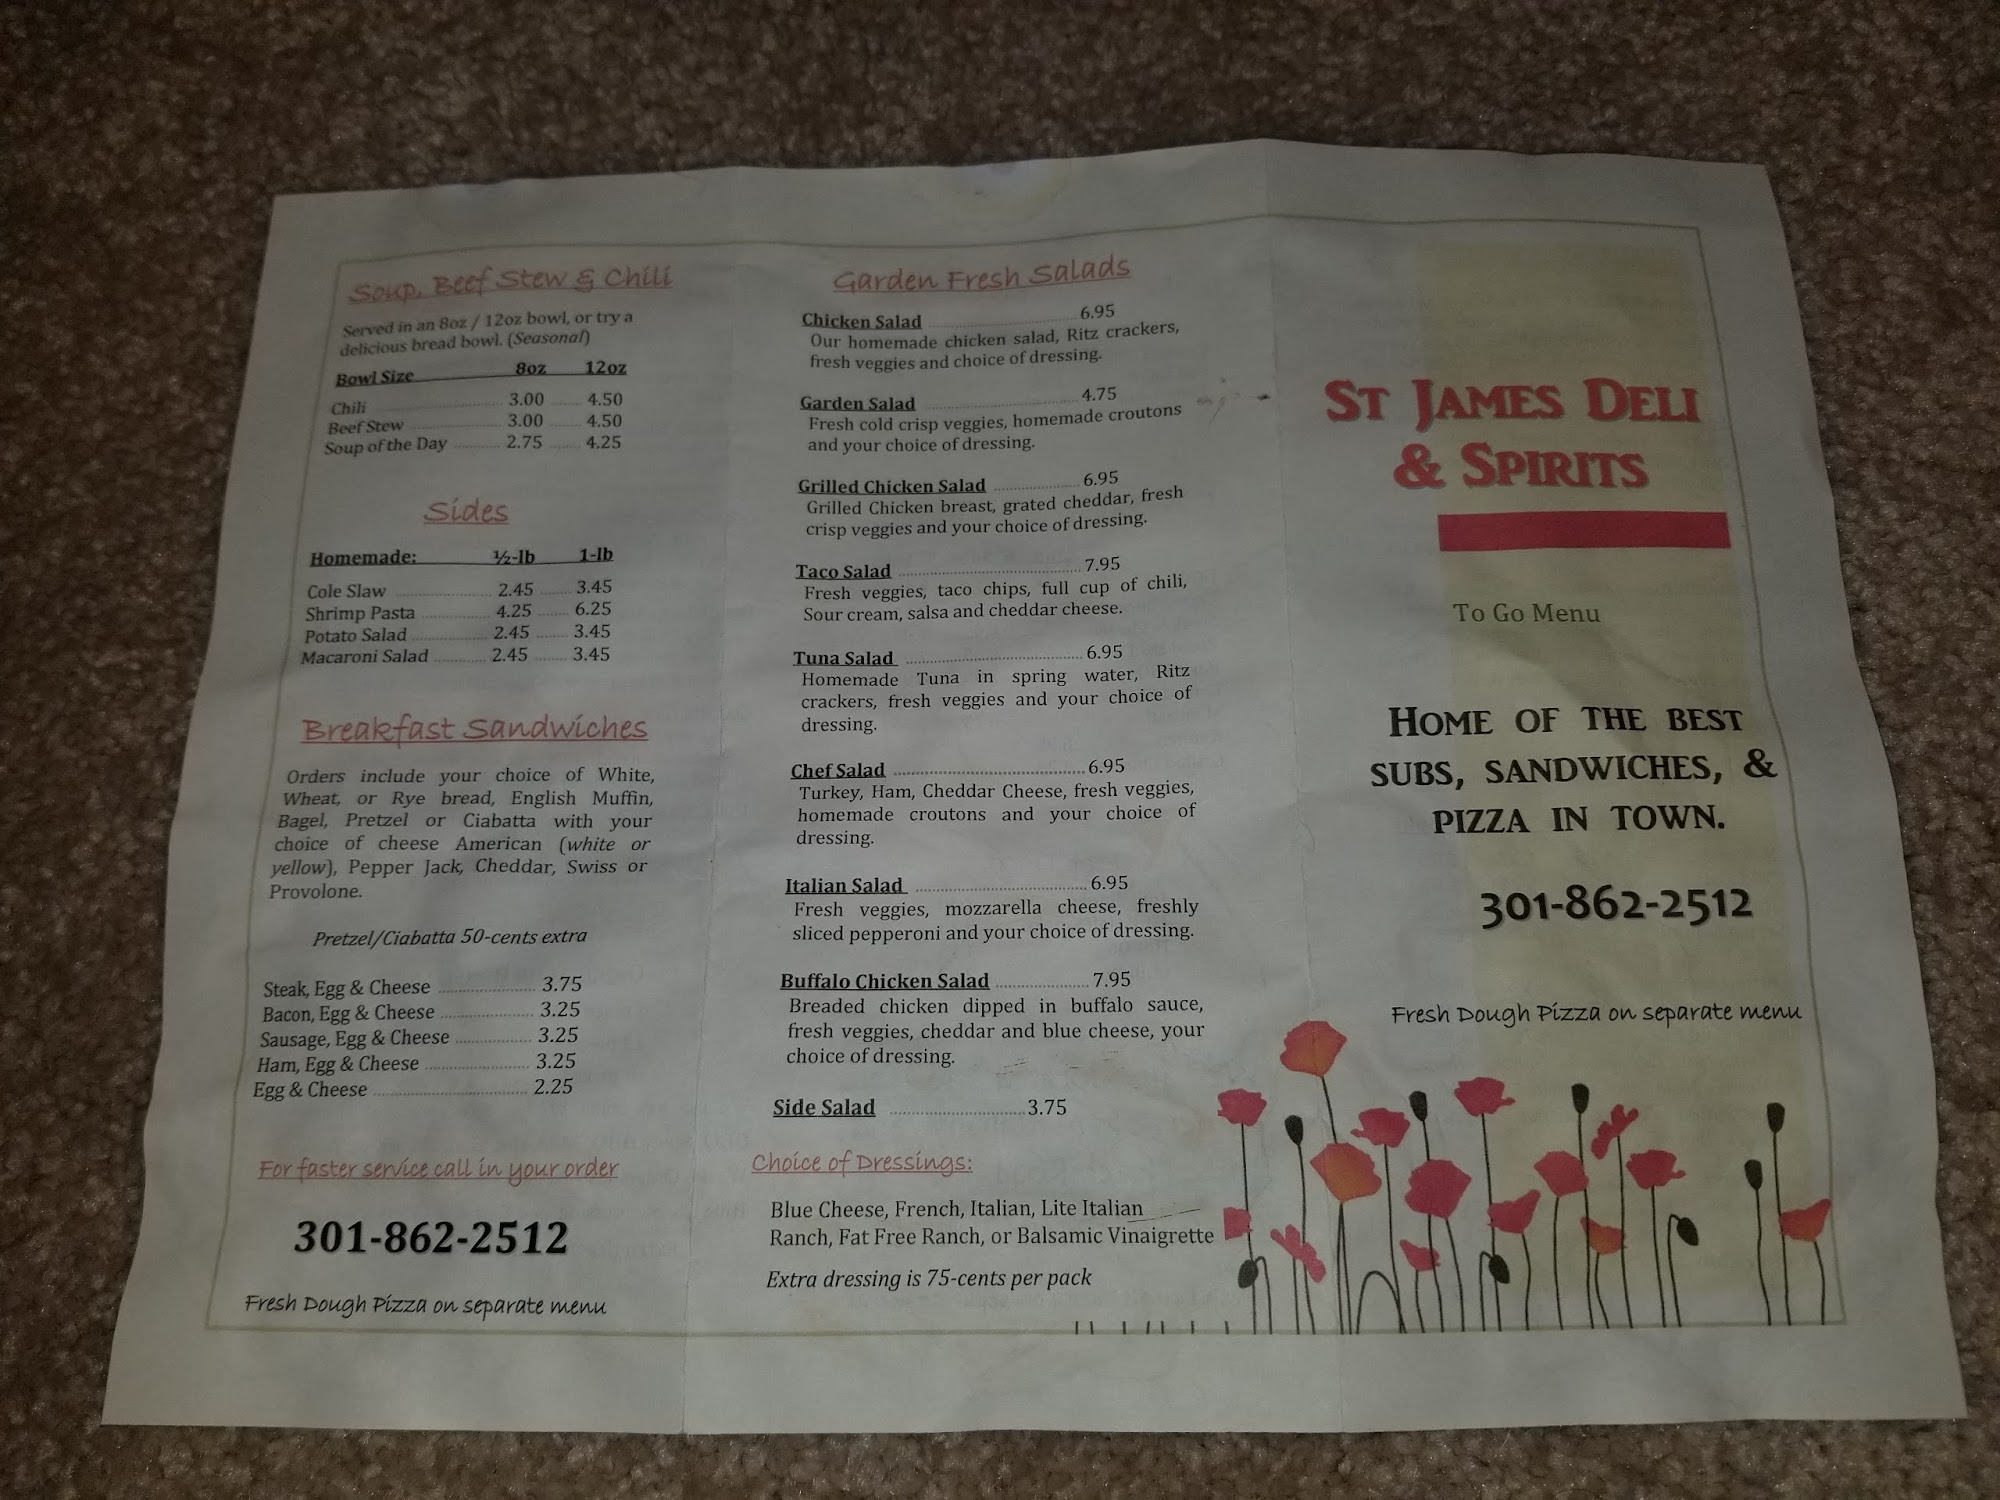 Soup, Beef Stew & Chili
Served in an 8oz / 12oz bowl, or try a
delicious bread bowl. (Seasonal)
Bowl Size 8oz 12oz
Chili 3.00 4.50
Beef Stew 3.00 4.50
Soup of the Day 2.75 4.25
Sides
Homemade: ½-lb 1-lb
Cole Slaw 2.45 3.45
Shrimp Pasta 4.25 6.25
Potato Salad 2.45 3.45
Macaroni Salad 2.45 3.45
Breakfast Sandwiches
Orders include your choice of White,
Wheat, or Rye bread, English Muffin,
Bagel, Pretzel or Ciabatta with your
choice of cheese American (white or
yellow), Pepper Jack, Cheddar, Swiss or
Provolone.
Pretzel/Ciabatta 50-cents extra
Steak, Egg & Cheese 3.75
Bacon, Egg & Cheese 3.25
Sausage, Egg & Cheese 3.25
Ham, Egg & Cheese 3.25
Egg & Cheese 2.25
For faster service call in your order
301-862-2512
Fresh Dough Pizza on separate menu
Garden Fresh Salads
Chicken Salad 6.95
Our homemade chicken salad, Ritz crackers,
fresh veggies and choice of dressing.
Garden Salad 4.75
Fresh cold crisp veggies, homemade croutons
and your choice of dressing.
Grilled Chicken Salad 6.95
Grilled Chicken breast, grated cheddar, fresh
crisp veggies and your choice of dressing.
Taco Salad 7.95
Fresh veggies, taco chips, full cup of chili,
Sour cream, salsa and cheddar cheese.
Tuna Salad 6.95
Homemade Tuna in spring water, Ritz
crackers, fresh veggies and your choice of
dressing.
Chef Salad 6.95
Turkey, Ham, Cheddar Cheese, fresh veggies,
homemade croutons and your choice of
dressing.
Italian Salad 6.95
Fresh veggies, mozzarella cheese, freshly
sliced pepperoni and your choice of dressing.
Buffalo Chicken Salad 7.95
Breaded chicken dipped in buffalo sauce,
fresh veggies, cheddar and blue cheese, your
choice of dressing.
Side Salad 3.75
Choice of Dressings:
Blue Cheese, French, Italian, Lite Italian
Ranch, Fat Free Ranch, or Balsamic Vinaigrette
Extra dressing is 75-cents per pack
ST JAMES DELI
& SPIRITS
To Go Menu
HOME OF THE BEST
SUBS, SANDWICHES, &
PIZZA IN TOWN.
301-862-2512
Fresh Dough Pizza on separate menu